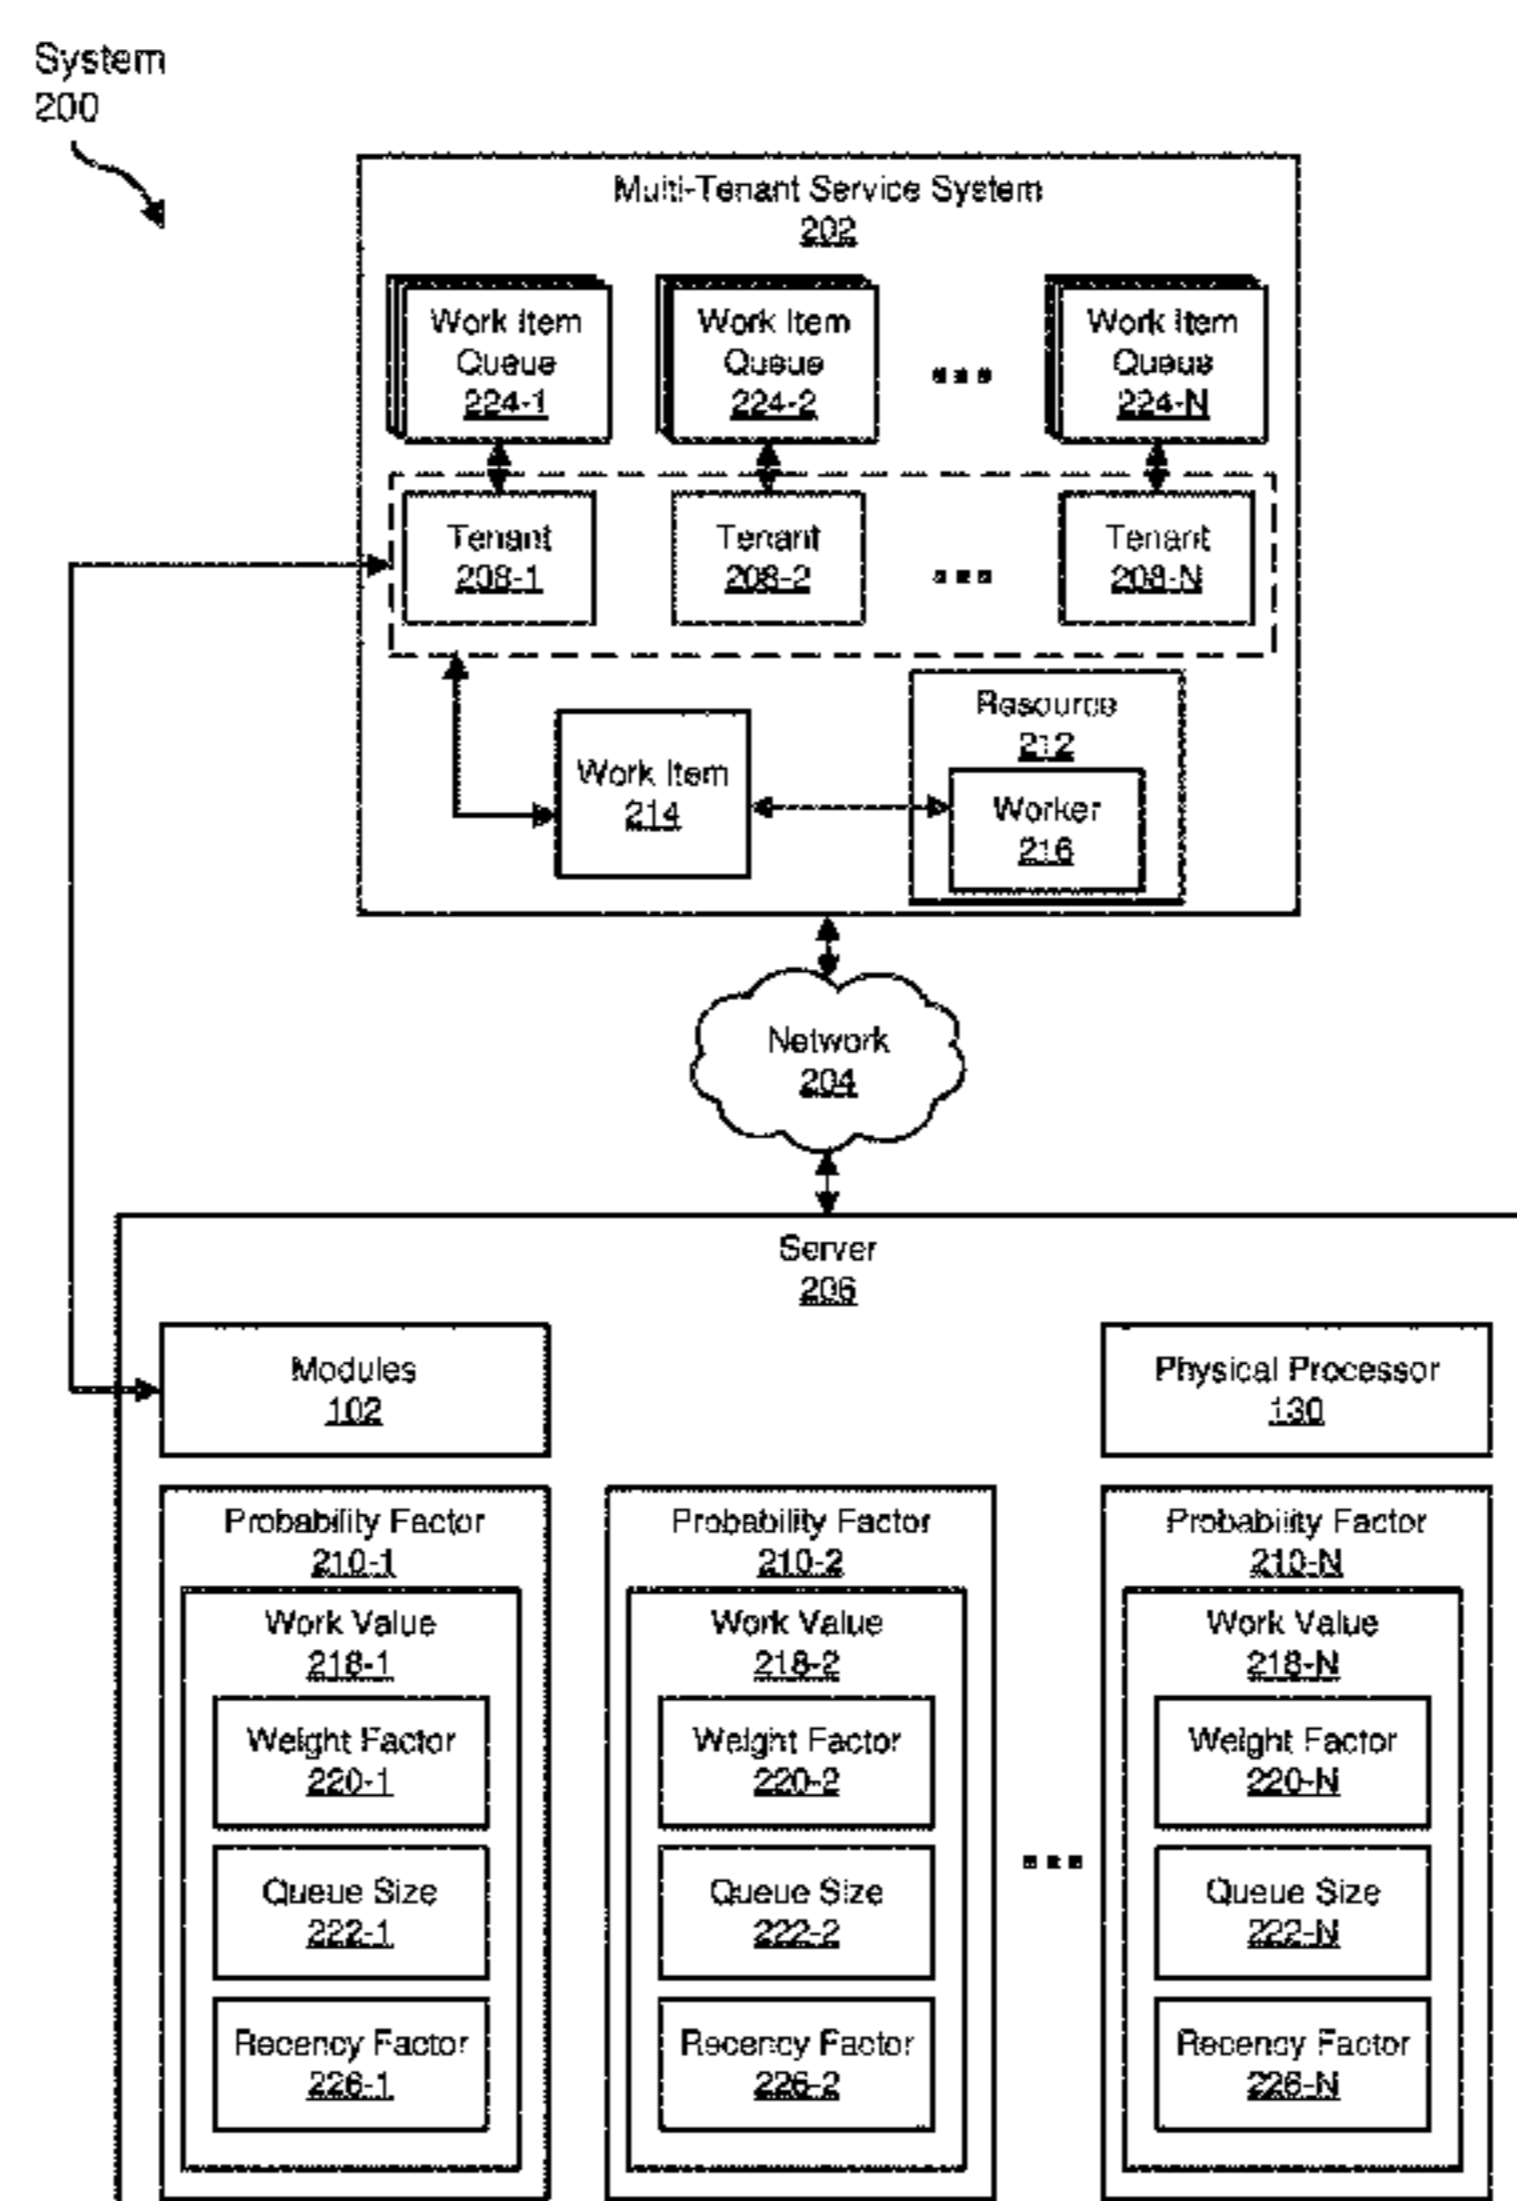 System
200
Multi-Tenant Service System
202
Work Item
Queue
224-1
Work Item
Queue
224-2
...
Work Item
Queue
224-N
Tenant
208-1
Tenant
208-2
...
Tenant
208-N
Resource
212
Work Item
214
Worker
216
Network
204
Server
206
Modules
102
Physical Processor
130
Probability Factor
210-1
Work Value
218-1
Weight Factor
220-1
Queue Size
222-1
Recency Factor
226-1
Probability Factor
210-2
Work Value
218-2
Weight Factor
220-2
Queue Size
222-2
Recency Factor
226-2
...
Probability Factor
210-N
Work Value
218-N
Weight Factor
220-N
Queue Size
222-N
Recency Factor
226-N